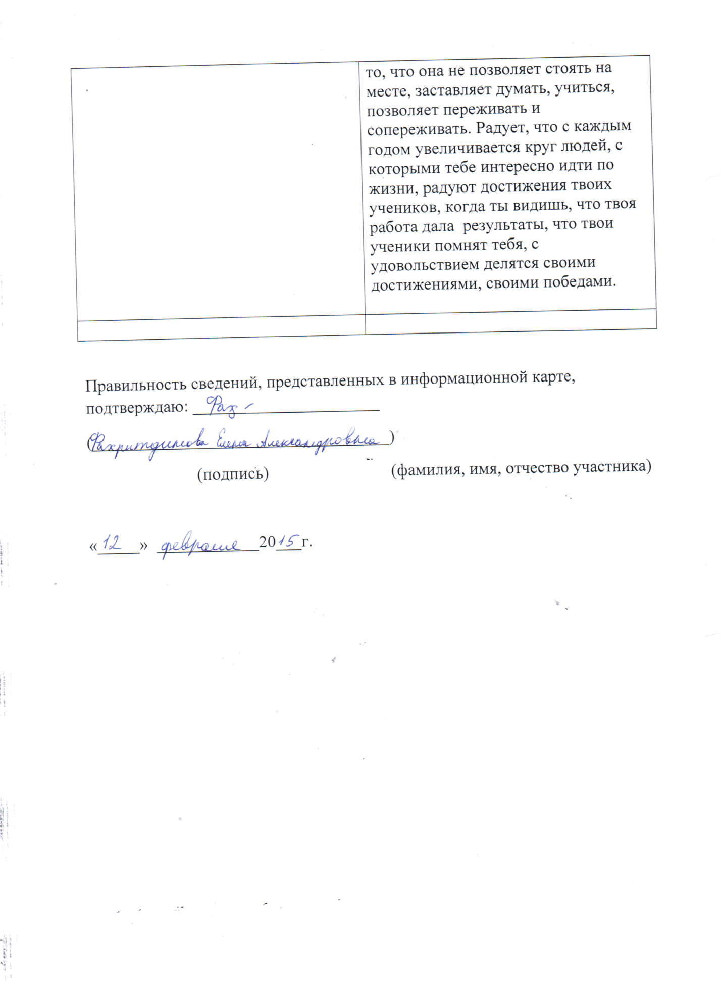 то, что она не позволяет стоять на
месте, заставляет думать, учиться,
позволяет переживать и
сопереживать. Радует, что с каждым
годом увеличивается круг людей, с
которыми тебе интересно идти по
жизни, радуют достижения твоих
учеников, когда ты видишь, что твоя
работа дала  результаты, что твои
ученики помнят тебя, с
удовольствием делятся своими
достижениями, своими победами.
Правильность сведений, представленных в информационной карте,
подтверждаю: Фах
(Фахритдинова Елена Александровна)
(подпись) (фамилия, имя, отчество участника)
«12» февраля 2015г.